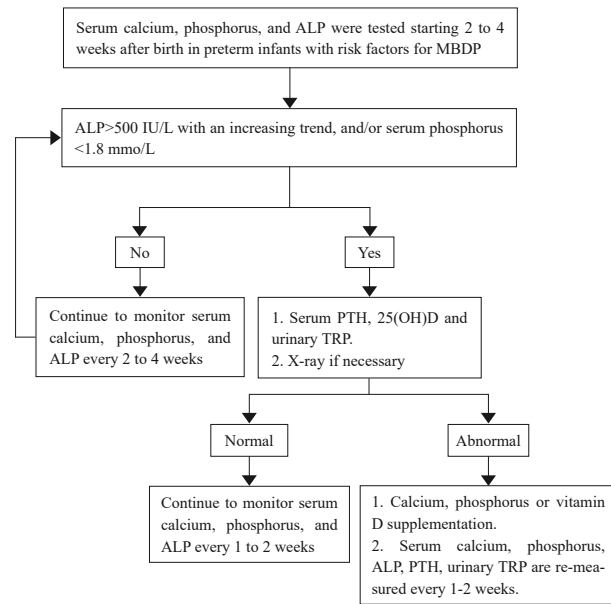 Serum calcium, phosphorus, and ALP were tested starting 2 to 4
weeks after birth in preterm infants with risk factors for MBDP
ALP>500 IU/L with an increasing trend, and/or serum phosphorus
<1.8 mmo/L
No
Yes
Continue to monitor serum
calcium, phosphorus, and
ALP every 2 to 4 weeks
1. Serum PTH, 25(OH)D and
urinary TRP.
2. X-ray if necessary
Normal
Abnormal
Continue to monitor serum
calcium, phosphorus, and
ALP every 1 to 2 weeks
1. Calcium, phosphorus or vitamin
D supplementation.
2. Serum calcium, phosphorus,
ALP, PTH, urinary TRP are re-mea-
sured every 1-2 weeks.